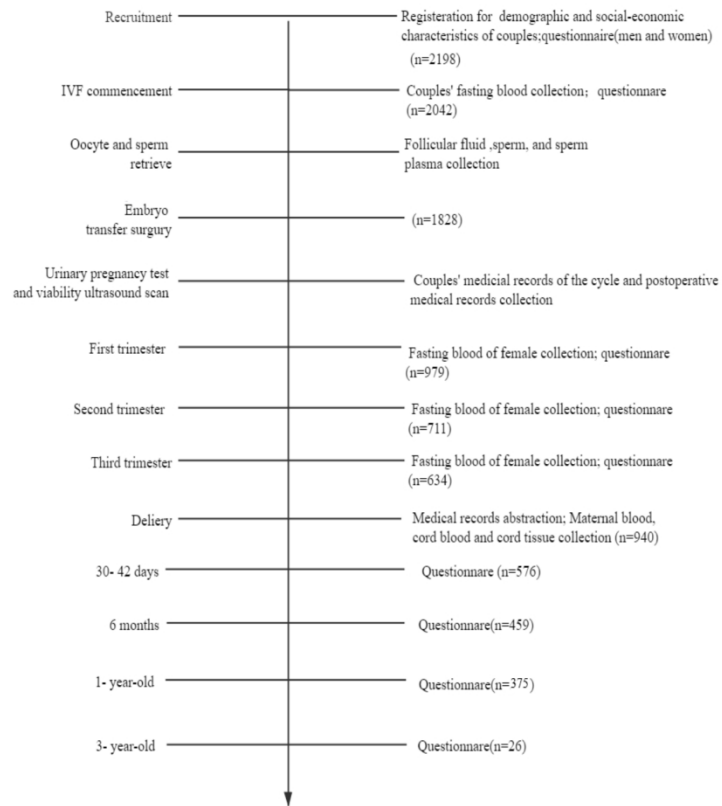 Recruitment
Registeration for demographic and social-economic
characteristics of couples;questionnaire(men and women)
(n=2198)
IVF commencement
Couples' fasting blood collection; questionnare
(n=2042)
Oocyte and sperm
retrieve
Follicular fluid ,sperm, and sperm
plasma collection
Embryo
transfer surgury
(n=1828)
Urinary pregnancy test
and viability ultrasound scan
Couples' medicial records of the cycle and postoperative
medical records collection
First trimester
Fasting blood of female collection; questionnare
(n=979)
Second trimester
Fasting blood of female collection; questionnare
(n=711)
Third trimester
Fasting blood of female collection; questionnare
(n=634)
Deliery
Medical records abstraction; Maternal blood,
cord blood and cord tissue collection (n=940)
30- 42 days
Questionnare (n=576)
6 months
Questionnare(n=459)
1- year-old
Questionnare(n=375)
3- year-old
Questionnare(n=26)